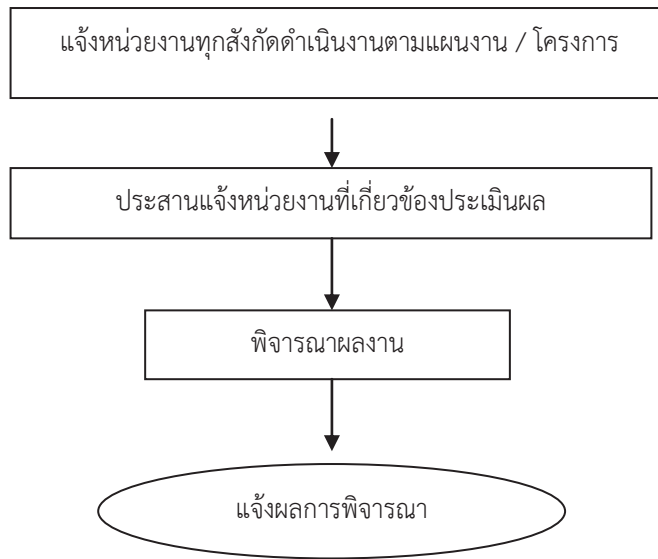 แจ้งหน่วยงานทุกสังกัดดำเนินงานตามแผนงาน / โครงการ
ประสานแจ้งหน่วยงานที่เกี่ยวข้องประเมินผล
พิจารณาผลงาน
แจ้งผลการพิจารณา